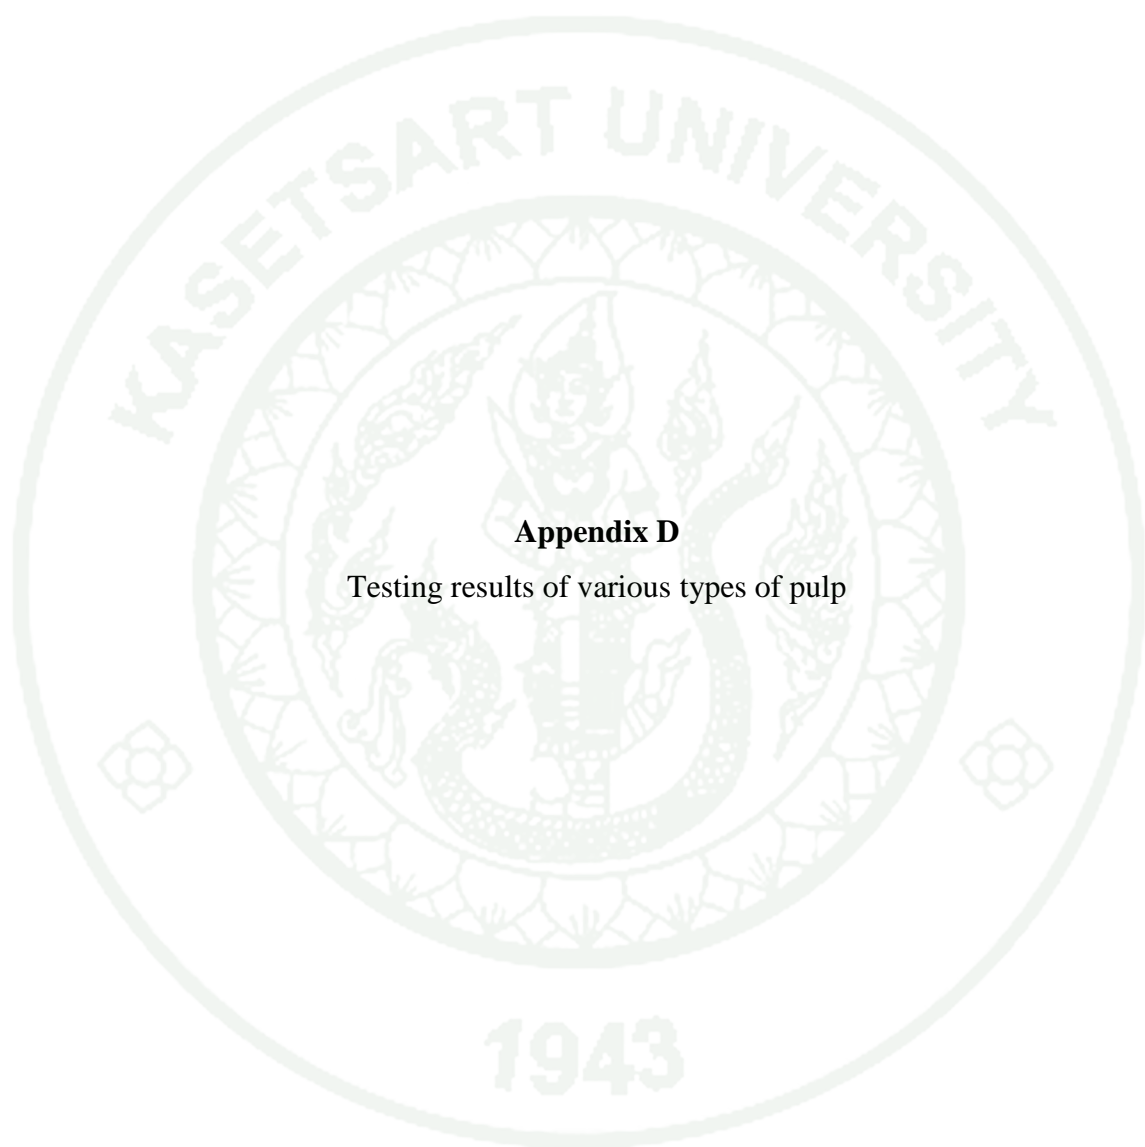 KASETSART UNIVERSITY
Appendix D
Testing results of various types of pulp
1943